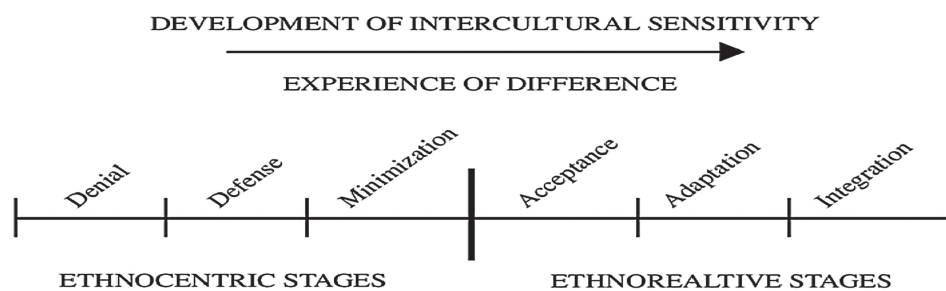 DEVELOPMENT OF INTERCULTURAL SENSITIVITY
EXPERIENCE OF DIFFERENCE
Denial
Defense
Minimization
Acceptance
Adaptation
Integration
ETHNOCENTRIC STAGES
ETHNOREALTIVE STAGES